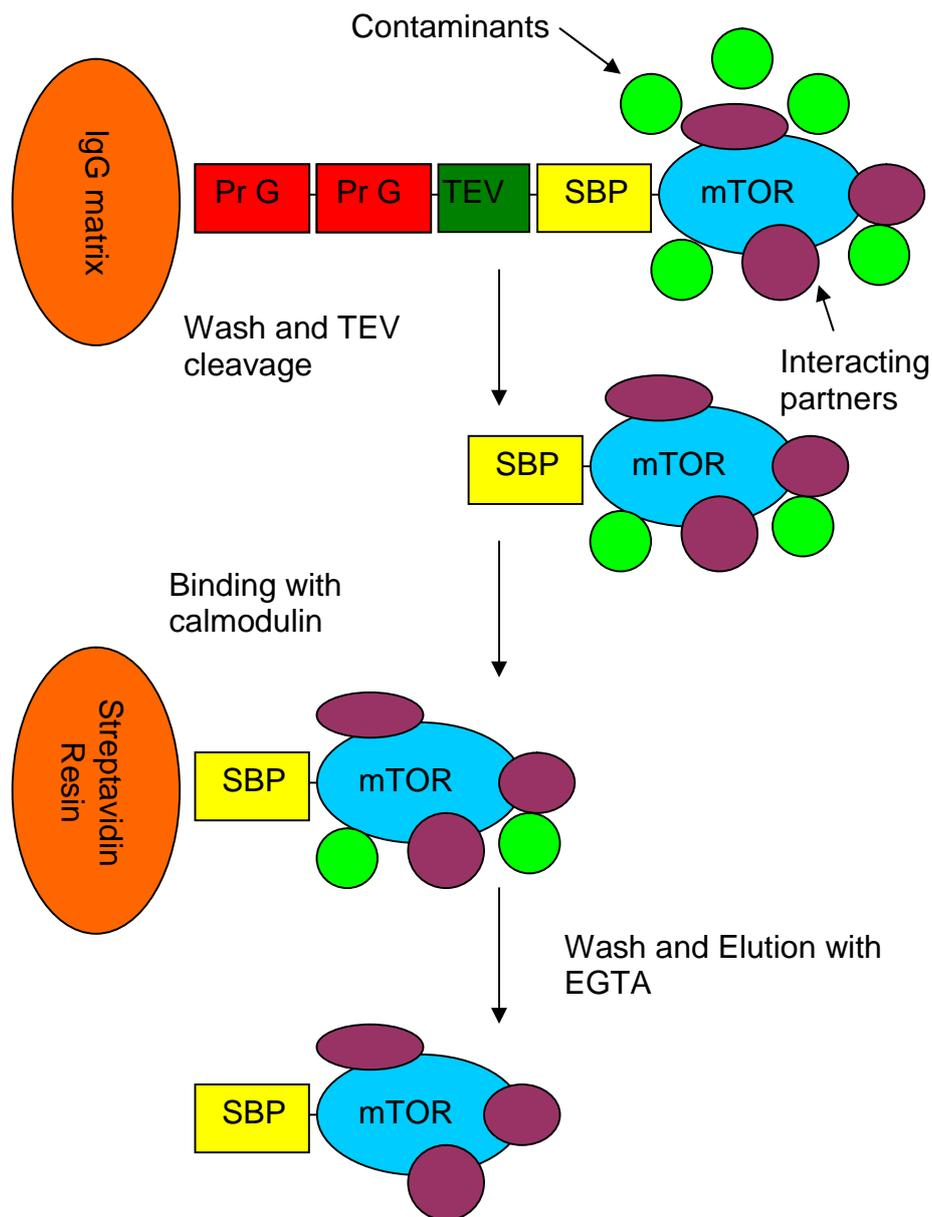 Contaminants
IgG matrix
Pr G
Pr G
TEV
SBP
mTOR
Wash and TEV
cleavage
Interacting
partners
SBP
mTOR
Binding with
calmodulin
Streptavidin
Resin
SBP
mTOR
Wash and Elution with
EGTA
SBP
mTOR